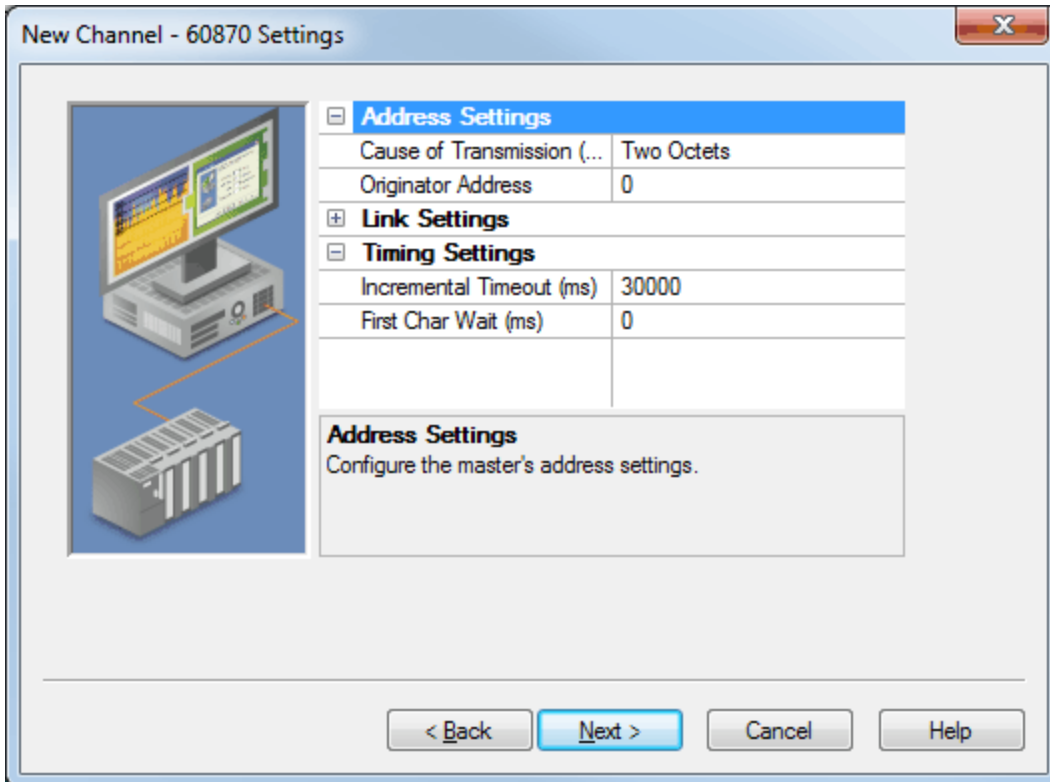 New Channel - 60870 Settings
Address Settings
Cause of Transmission (... Two Octets
Originator Address 0
Link Settings
Timing Settings
Incremental Timeout (ms) 30000
First Char Wait (ms) 0
Address Settings
Configure the master's address settings.
< Back Next > Cancel Help